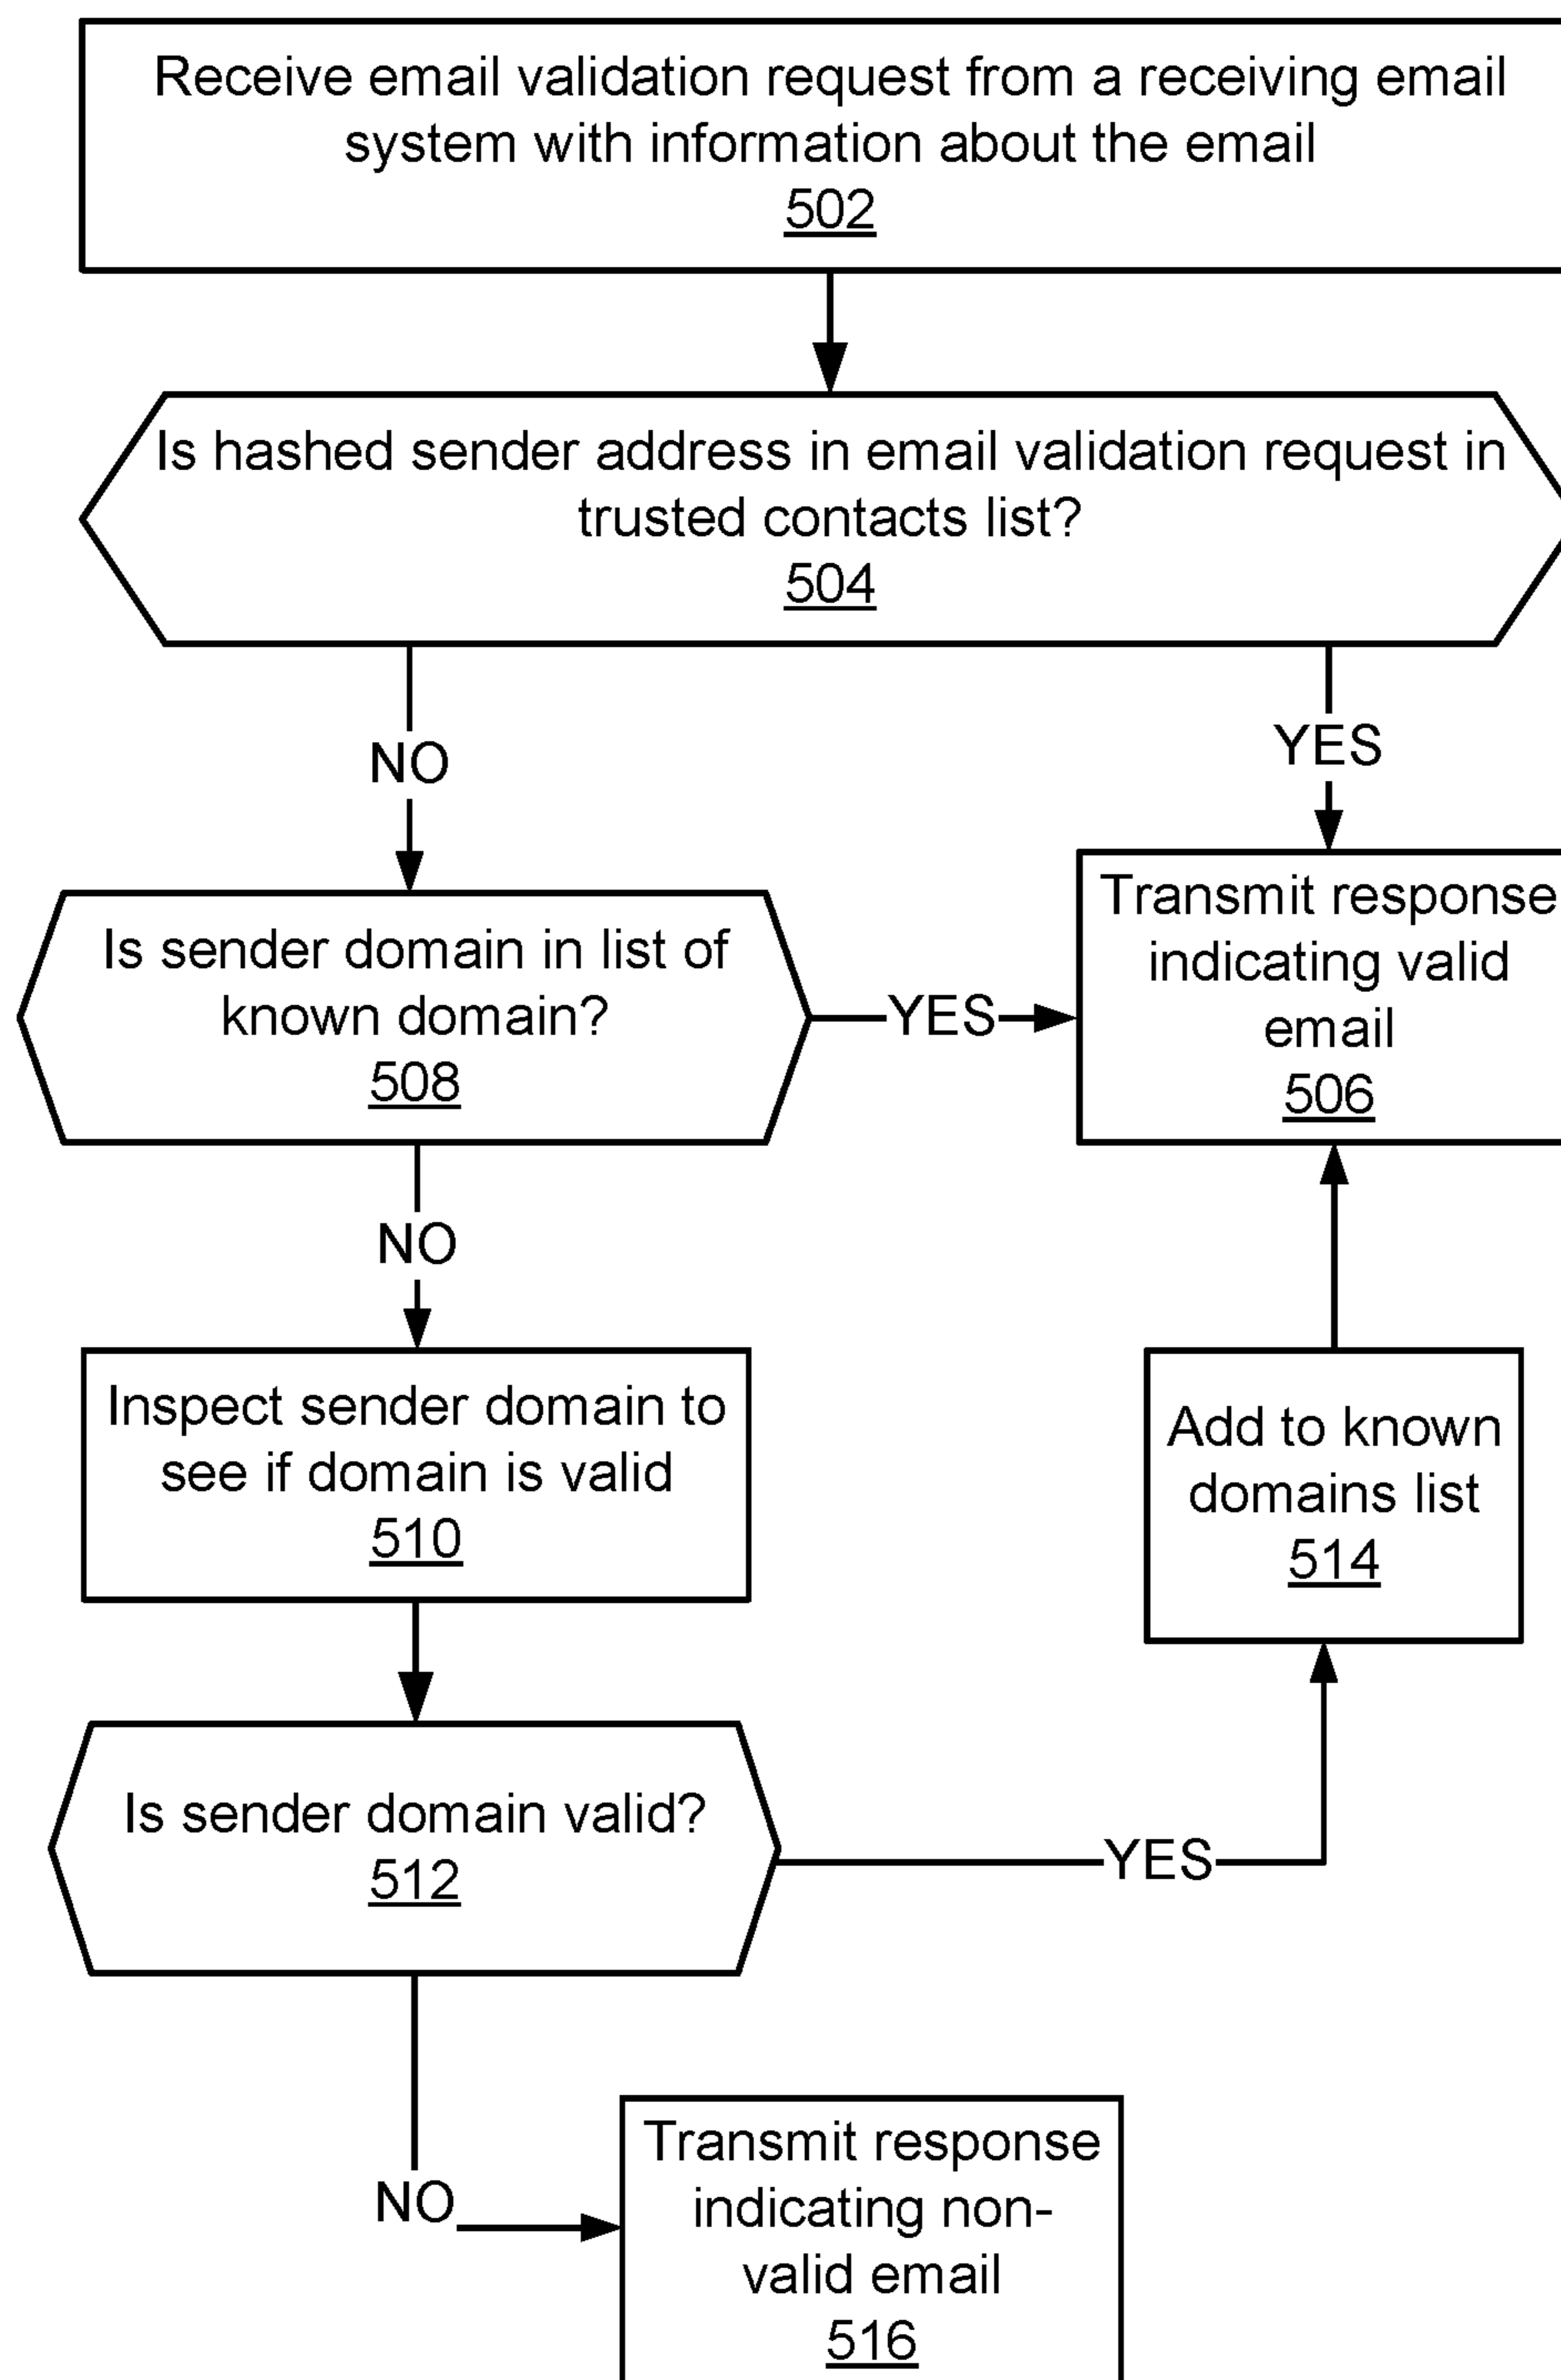 Receive email validation request from a receiving email
system with information about the email
502
Is hashed sender address in email validation request in
trusted contacts list?
504
NO
YES
Is sender domain in list of
known domain?
508
YES
Transmit response
indicating valid
email
506
NO
Inspect sender domain to
see if domain is valid
510
Add to known
domains list
514
Is sender domain valid?
512
YES
NO
Transmit response
indicating non-
valid email
516